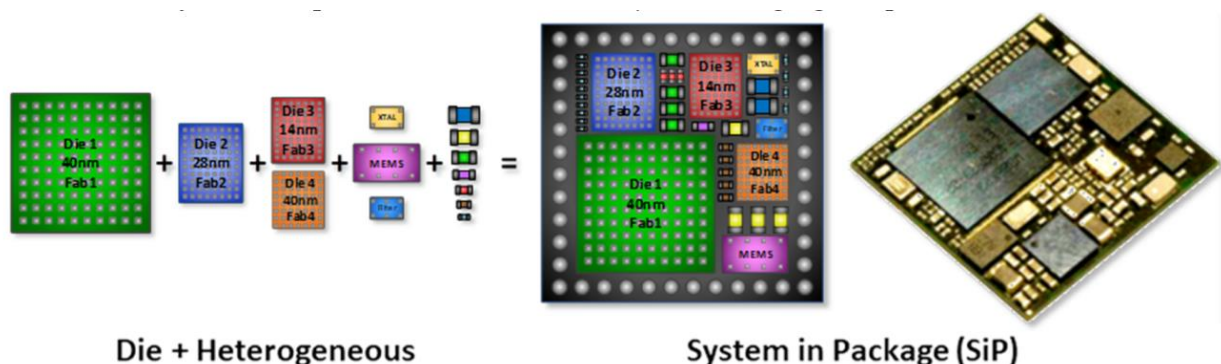 Die 1
40nm
Fab1
+
Die 2
28nm
Fab2
+
Die 3
14nm
Fab3
Die 4
40nm
Fab4
+
XTAL
MEMS
Filter
+
=
Die 2
28nm
Fab2
Die 3
14nm
Fab3
XTAL
Filter
Die 1
40nm
Fab1
Die 4
40nm
Fab4
MEMS
Die + Heterogeneous
System in Package (SiP)